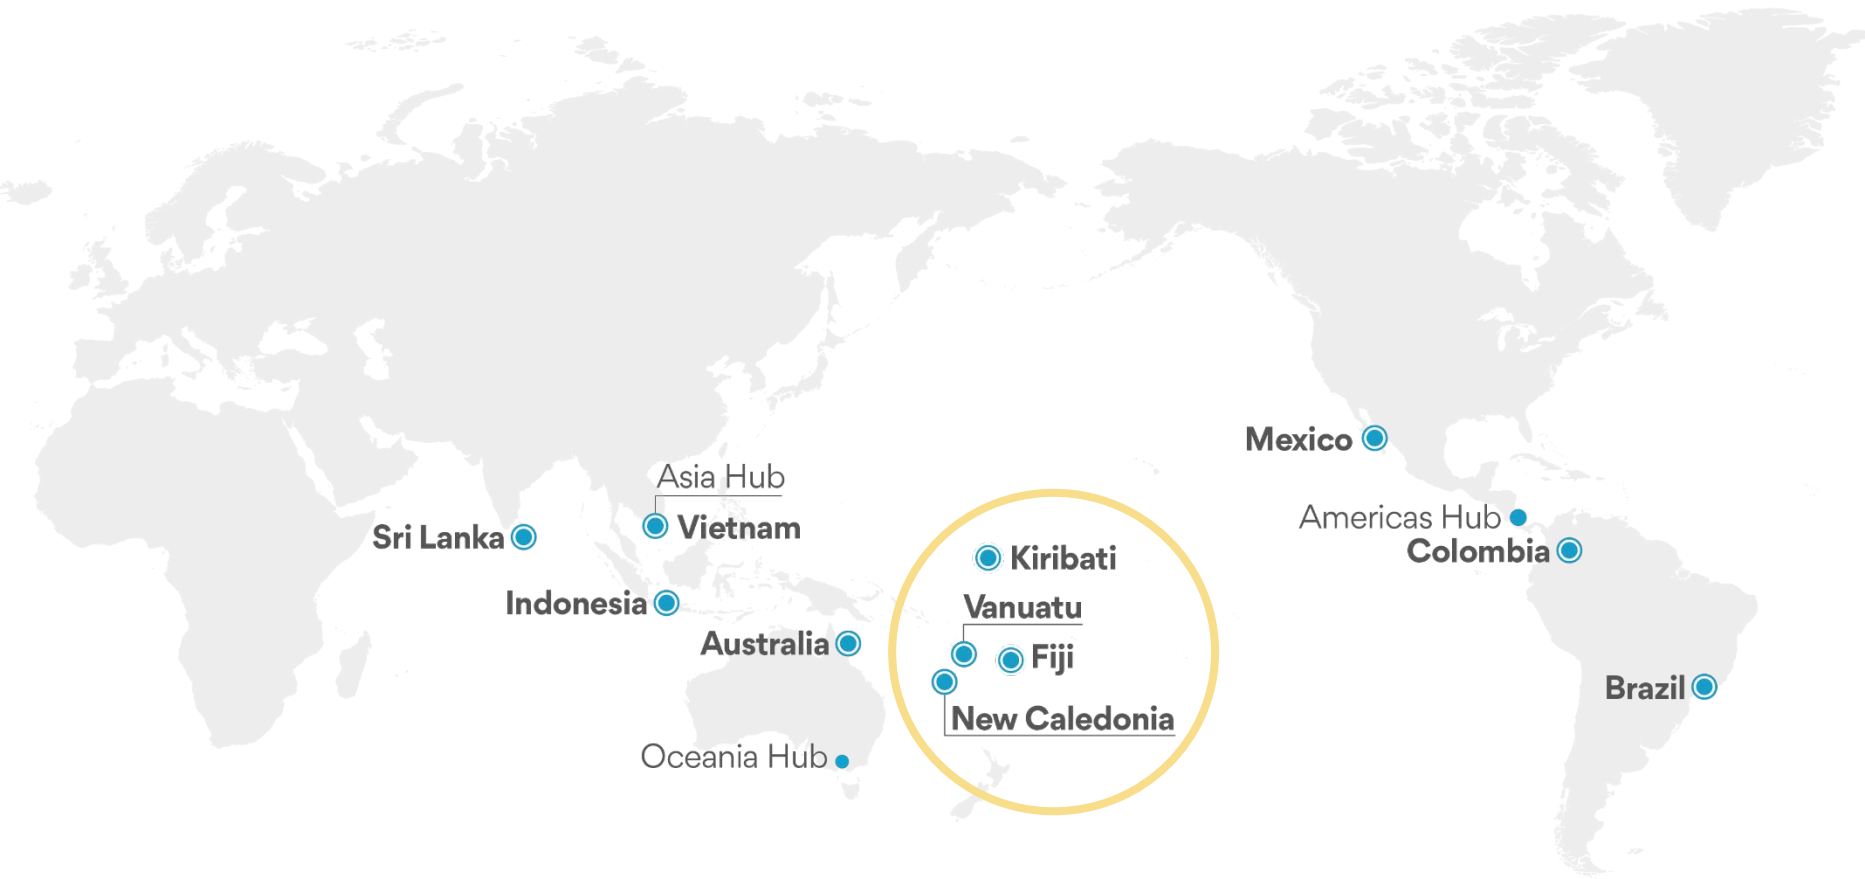 Mexico
Asia Hub
Americas Hub
Sri Lanka
Vietnam
Colombia
Kiribati
Indonesia
Vanuatu
Australia
Fiji
Brazil
New Caledonia
Oceania Hub